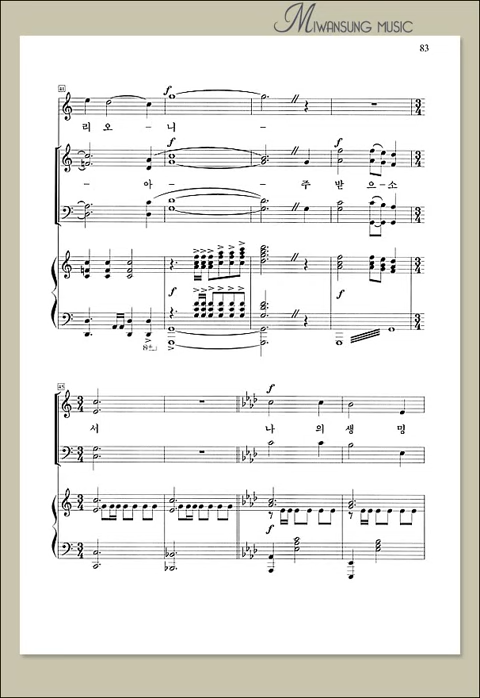 MIWANSUNG MUSIC
83
81
f
리 오 - 니 -
f
- 아 - - 주 받 으 - 소
f f
85
f
서 나 의 생 명
f